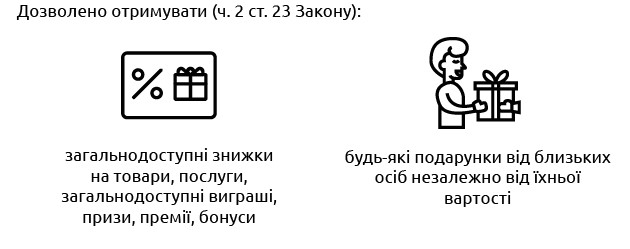 Дозволено отримувати (ч. 2 ст. 23 Закону):
%
загальнодоступні знижки
на товари, послуги,
загальнодоступні виграші,
призи, премії, бонуси
будь-які подарунки від близьких
осіб незалежно від їхньої
вартості